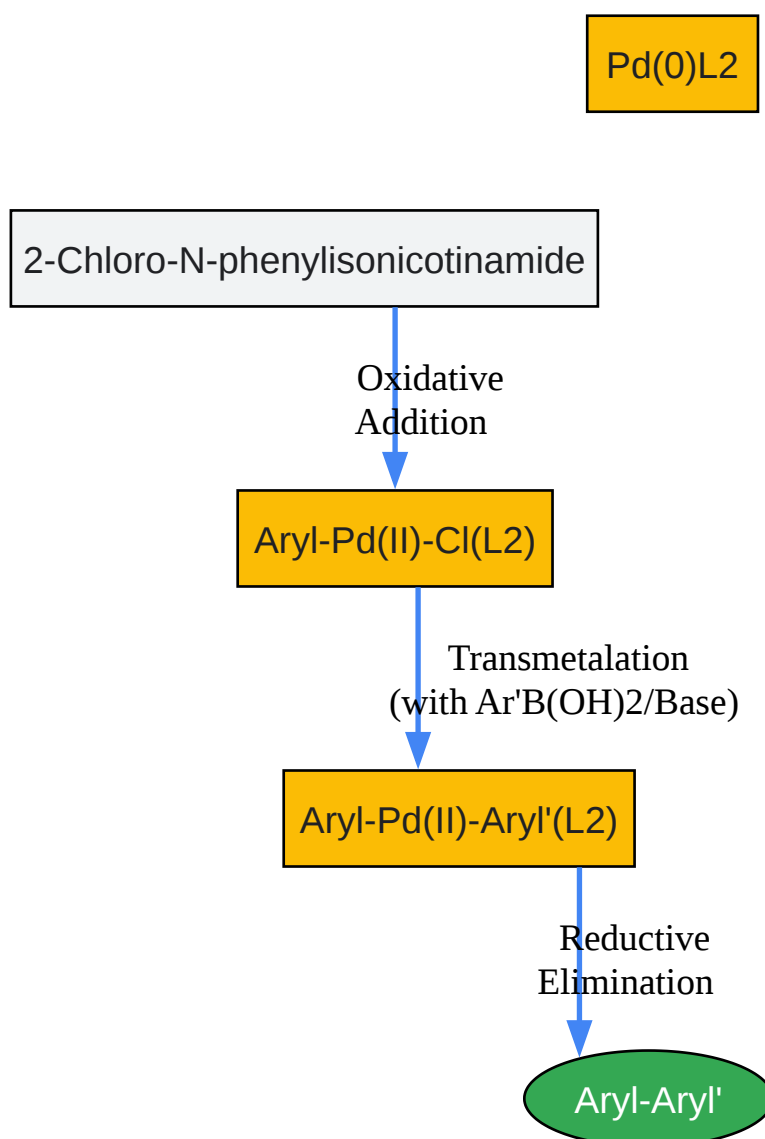 Pd(0)L2
2-Chloro-N-phenylisonicotinamide
Oxidative
Addition
Aryl-Pd(II)-Cl(L2)
Transmetalation
(with Ar'B(OH)2/Base)
Aryl-Pd(II)-Aryl'(L2)
Reductive
Elimination
Aryl-Aryl'